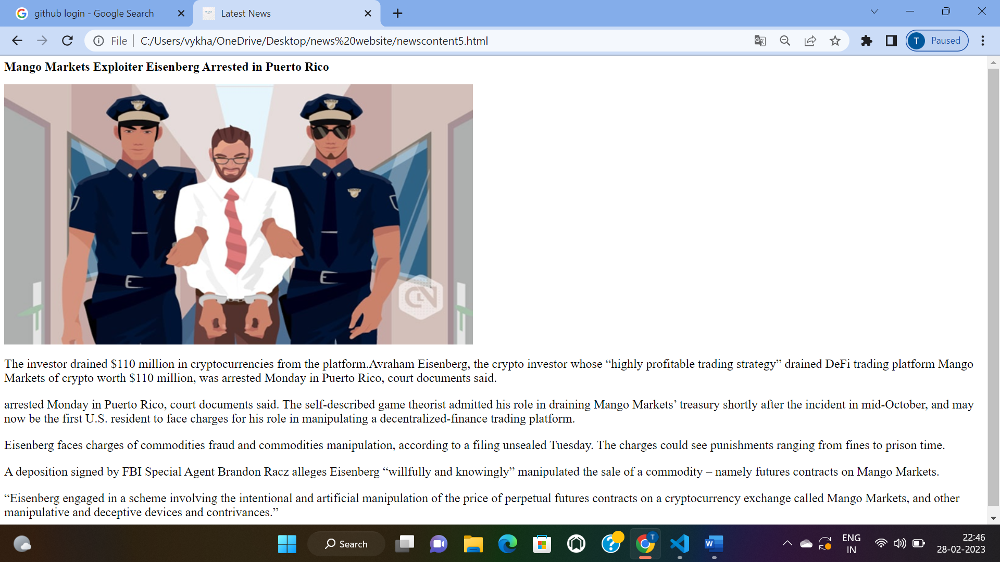 github login - Google Search
Latest News
File
C:/Users/vykha/OneDrive/Desktop/news%20website/newscontent5.html
T
Paused
Mango Markets Exploiter Eisenberg Arrested in Puerto Rico
The investor drained $110 million in cryptocurrencies from the platform.Avraham Eisenberg, the crypto investor whose “highly profitable trading strategy” drained DeFi trading platform Mango
Markets of crypto worth $110 million, was arrested Monday in Puerto Rico, court documents said.
arrested Monday in Puerto Rico, court documents said. The self-described game theorist admitted his role in draining Mango Markets’ treasury shortly after the incident in mid-October, and may
now be the first U.S. resident to face charges for his role in manipulating a decentralized-finance trading platform.
Eisenberg faces charges of commodities fraud and commodities manipulation, according to a filing unsealed Tuesday. The charges could see punishments ranging from fines to prison time.
A deposition signed by FBI Special Agent Brandon Racz alleges Eisenberg “willfully and knowingly” manipulated the sale of a commodity – namely futures contracts on Mango Markets.
“Eisenberg engaged in a scheme involving the intentional and artificial manipulation of the price of perpetual futures contracts on a cryptocurrency exchange called Mango Markets, and other
manipulative and deceptive devices and contrivances.”
Search
T
W
ENG
IN
22:46
28-02-2023